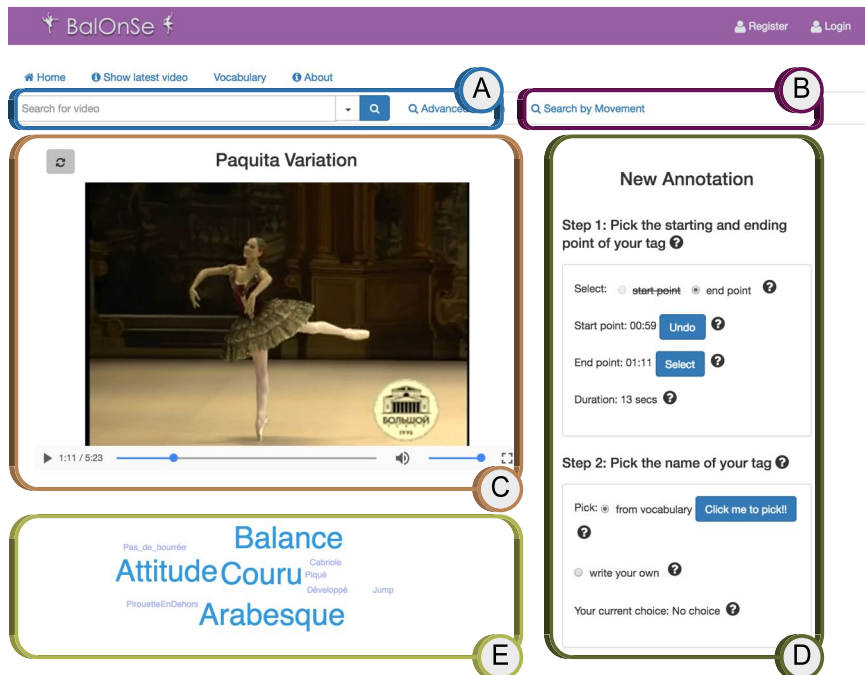 BalOnSe
Register Login
Home Show latest video Vocabulary About
A
B
Search for video
Advanced
Search by Movement
Paquita Variation
БОЛЬШОЙ
1776
1:11 / 5:23
C
Balance
Pas_de_bourrée
Cabriole
Attitude Couru Piqué
Développé Jump
PirouetteEnDehors
Arabesque
E
New Annotation
Step 1: Pick the starting and ending
point of your tag
Select: start point end point
Start point: 00:59 Undo
End point: 01:11 Select
Duration: 13 secs
Step 2: Pick the name of your tag
Pick: from vocabulary Click me to pick!!
write your own
Your current choice: No choice
D